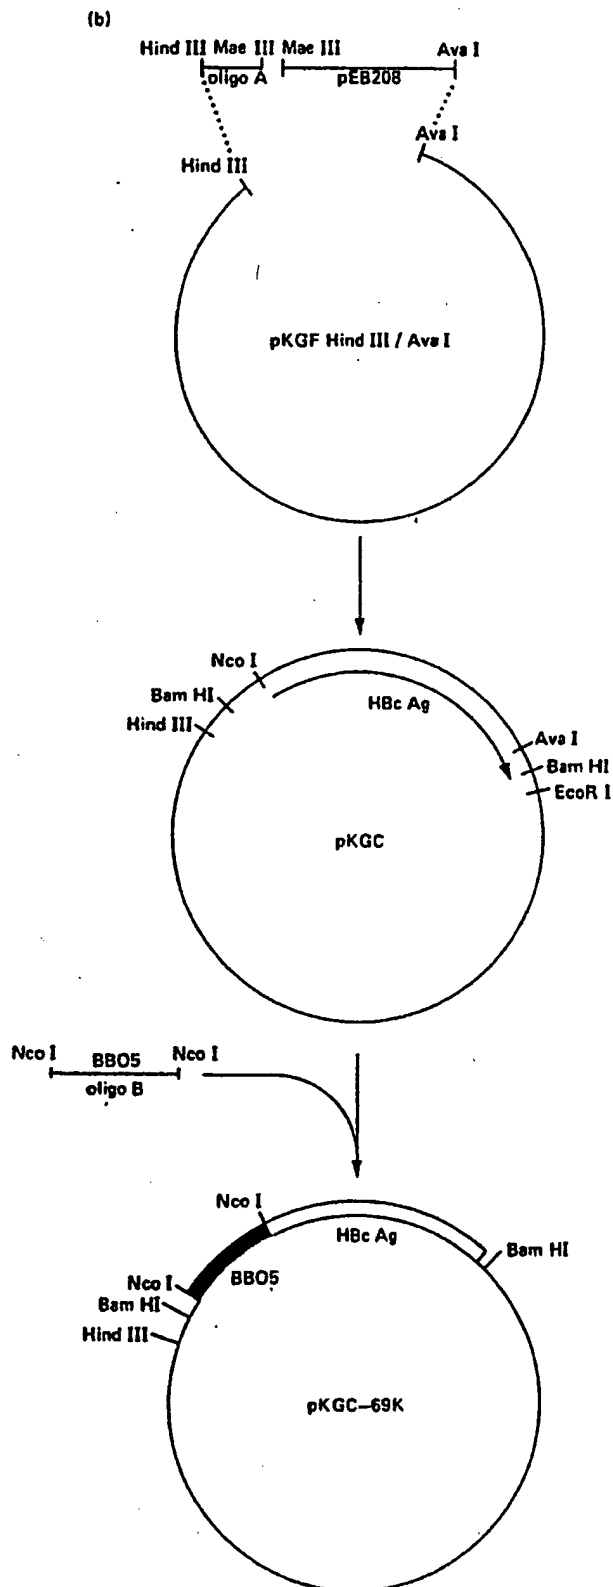 (b)
Hind III Mae III Mae III Ava I
oligo A pEB208
Ava I
Hind III
pKGF Hind III / Ava I
Nco I
Bam HI
HBc Ag
Hind III
Ava I
Bam HI
EcoR I
pKGC
Nco I BBO5 Nco I
oligo B
Nco I
HBc Ag
Bam HI
BBO5
Nco I
Bam HI
Hind III
pKGC-69K